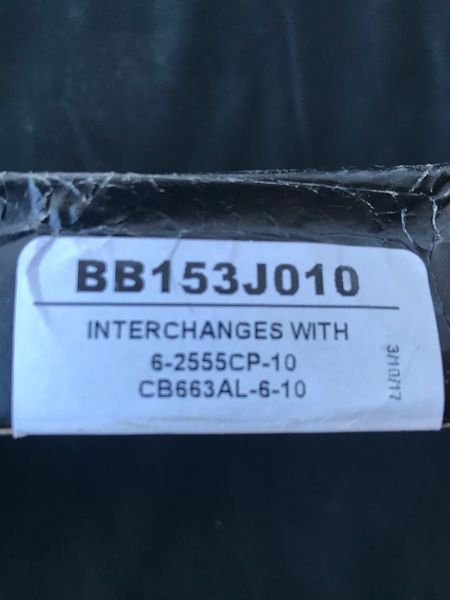 BB153J010
INTERCHANGES WITH
6-2555CP-10
CB663AL-6-10
3/10/17